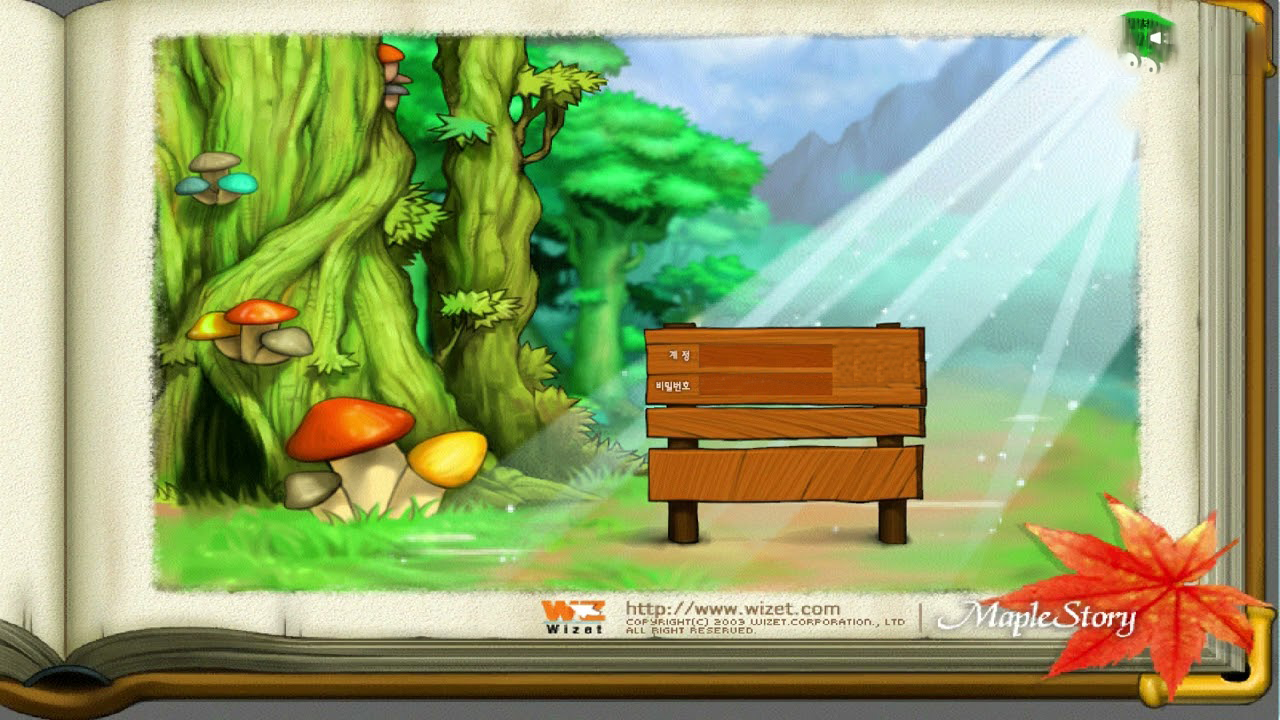 계 정
비밀번호
WIZ
Wizet
http://www.wizet.com
COPYRIGHT(C) 2003 WIZET.CORPORATION., LTD
ALL RIGHT RESERVED.
MapleStory